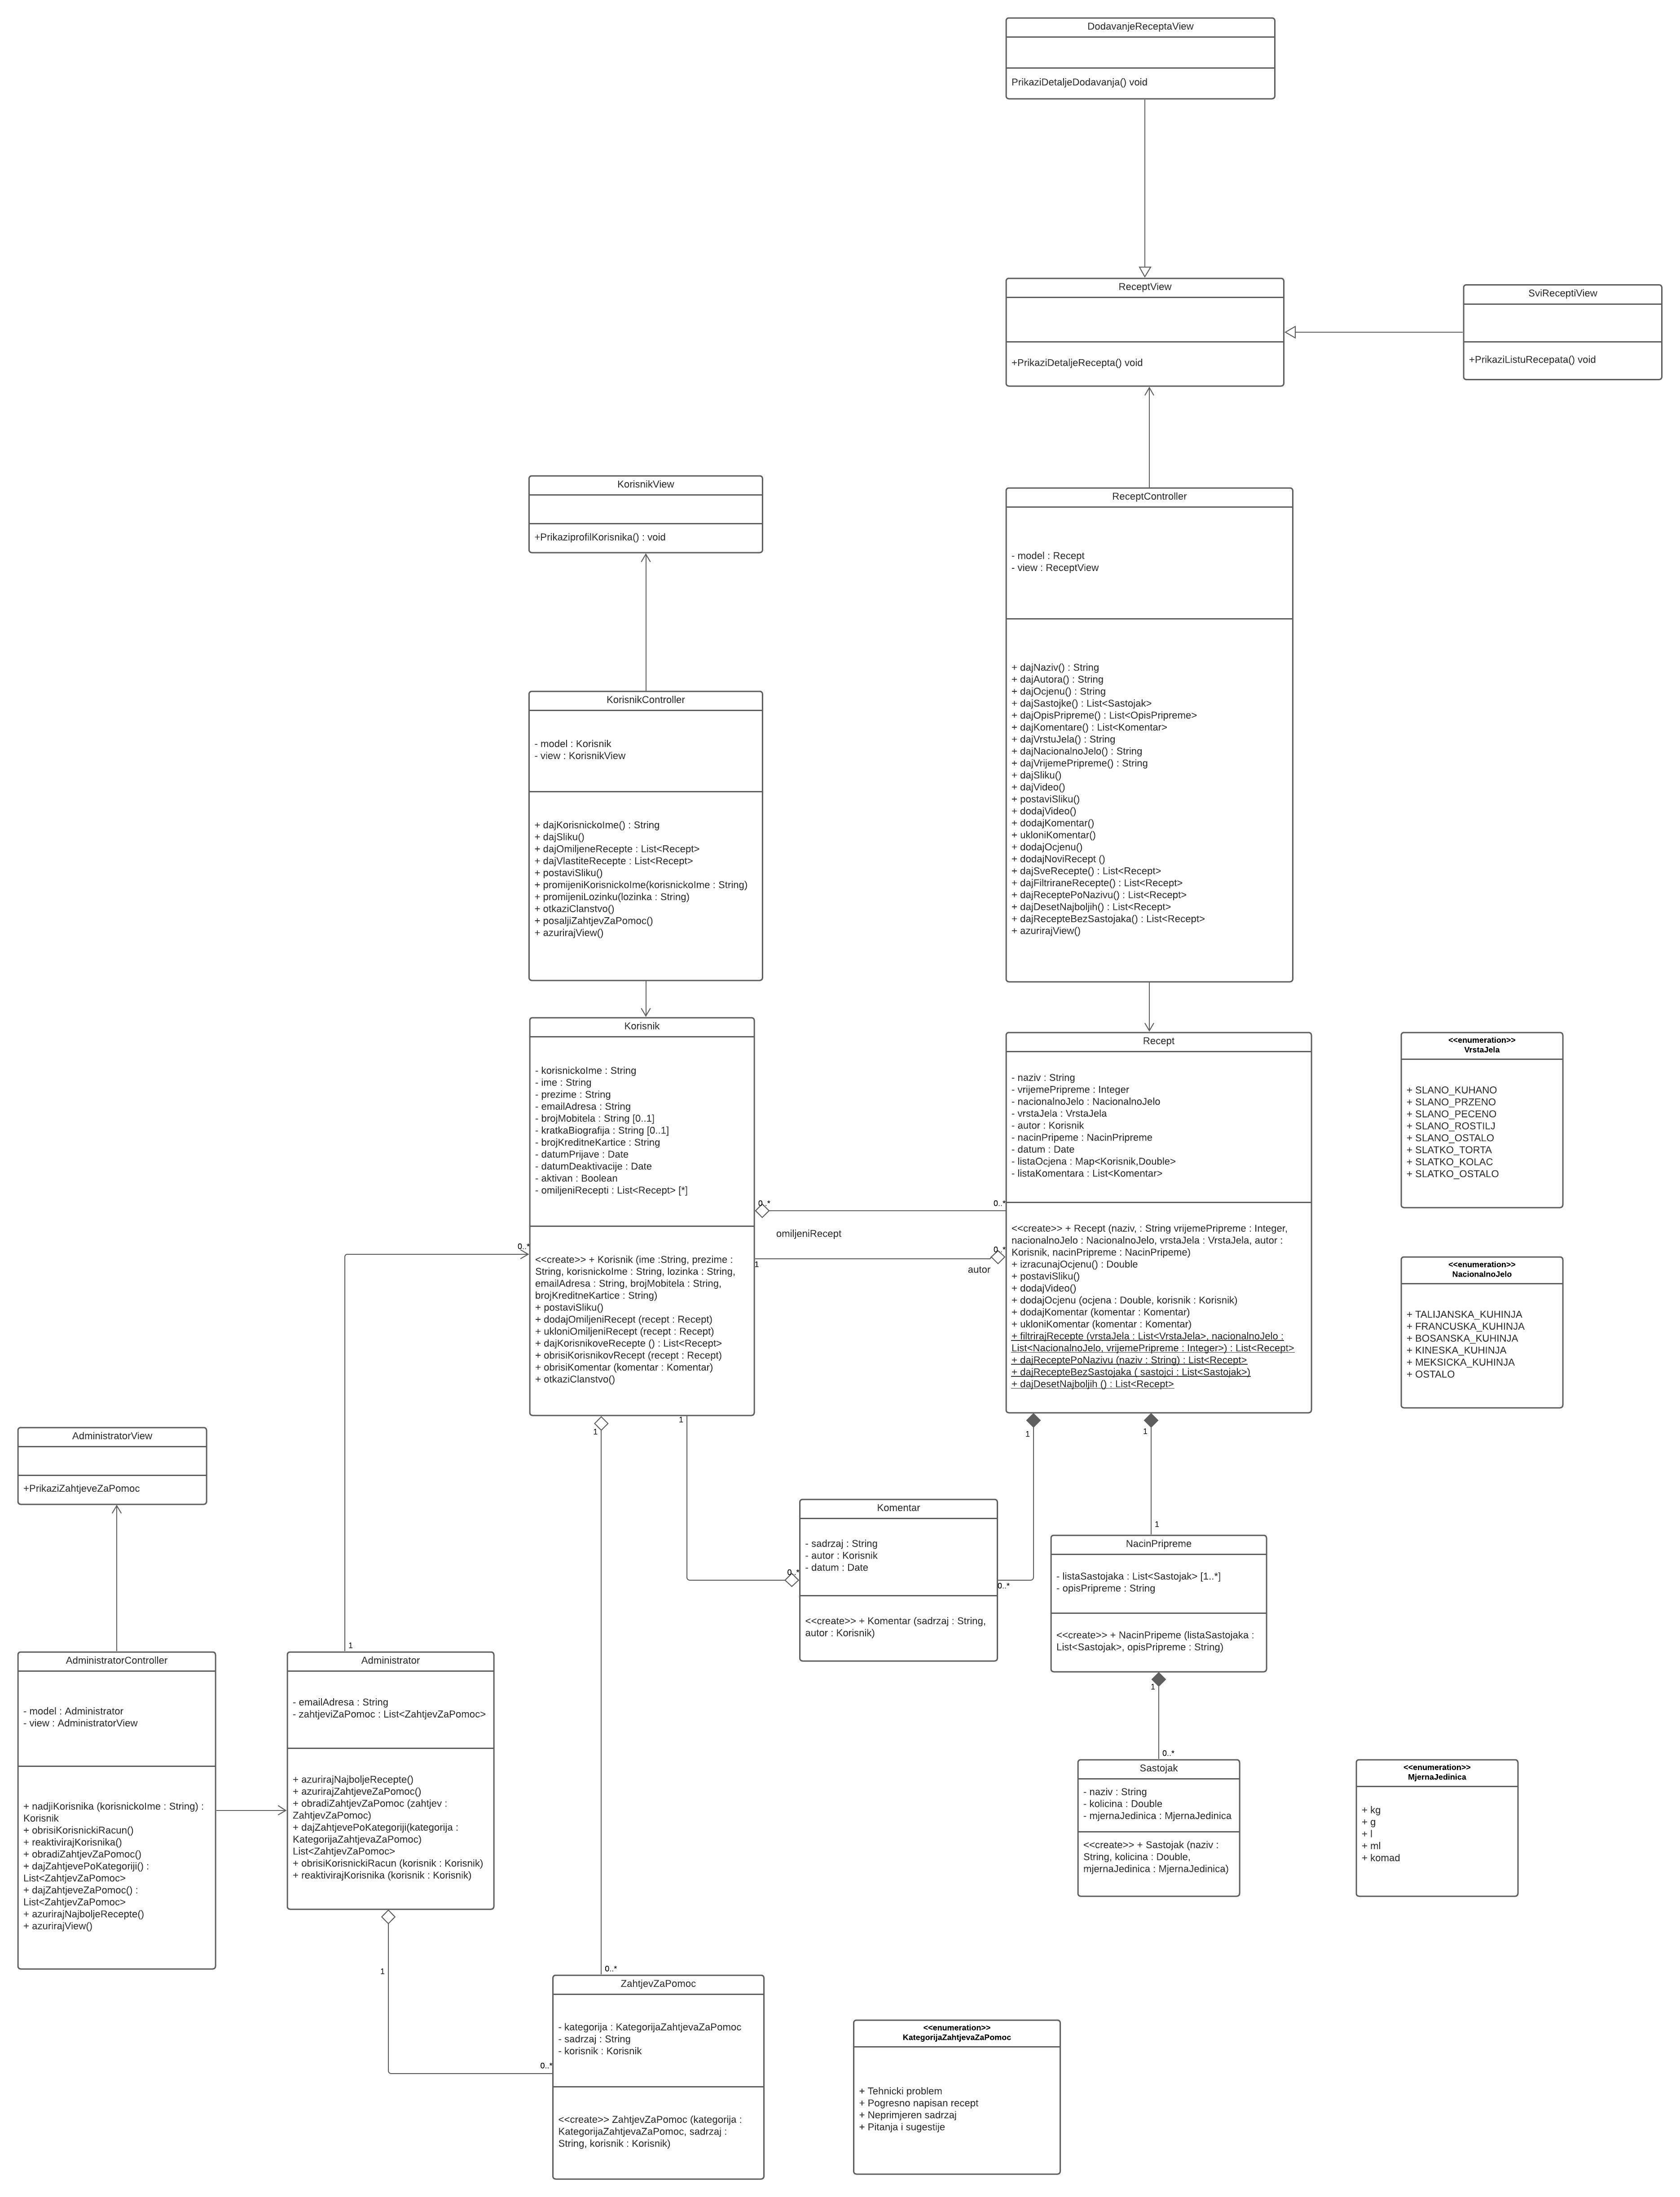 DodavanjeReceptaView
PrikaziDetaljeDodavanja() void
ReceptView
+PrikaziDetaljeRecepta() void
SviReceptiView
+PrikaziListuRecepata() void
KorisnikView
+PrikaziprofilKorisnika() : void
ReceptController
- model : Recept
- view : ReceptView
+ dajNaziv() : String
+ dajAutora() : String
+ dajOcjenu() : String
+ dajSastojke() : List<Sastojak>
+ dajOpisPripreme() : List<OpisPripreme>
+ dajKomentare() : List<Komentar>
+ dajVrstuJela() : String
+ dajNacionalnoJelo() : String
+ dajVrijemePripreme() : String
+ dajSliku()
+ dajVideo()
+ postaviSliku()
+ dodajVideo()
+ dodajKomentar()
+ ukloniKomentar()
+ dodajOcjenu()
+ dodajNoviRecept ()
+ dajSveRecepte() : List<Recept>
+ dajFiltriraneRecepte() : List<Recept>
+ dajReceptePoNazivu() : List<Recept>
+ dajDesetNajboljih() : List<Recept>
+ dajRecepteBezSastojaka() : List<Recept>
+ azurirajView()
KorisnikController
- model : Korisnik
- view : KorisnikView
+ dajKorisnickoIme() : String
+ dajSliku()
+ dajOmiljeneRecepte : List<Recept>
+ dajVlastiteRecepte : List<Recept>
+ postaviSliku()
+ promijeniKorisnickoIme(korisnickoIme : String)
+ promijeniLozinku(lozinka : String)
+ otkaziClanstvo()
+ posaljiZahtjevZaPomoc()
+ azurirajView()
Korisnik
- korisnickoIme : String
- ime : String
- prezime : String
- emailAdresa : String
- brojMobitela : String [0..1]
- kratkaBiografija : String [0..1]
- brojKreditneKartice : String
- datumPrijave : Date
- datumDeaktivacije : Date
- aktivan : Boolean
- omiljeniRecepti : List<Recept> [*]
<<create>> + Korisnik (ime :String, prezime :
String, korisnickoIme : String, lozinka : String,
emailAdresa : String, brojMobitela : String,
brojKreditneKartice : String)
+ postaviSliku()
+ dodajOmiljeniRecept (recept : Recept)
+ ukloniOmiljeniRecept (recept : Recept)
+ dajKorisnikoveRecepte () : List<Recept>
+ obrisiKorisnikovRecept (recept : Recept)
+ obrisiKomentar (komentar : Komentar)
+ otkaziClanstvo()
0..*
0..*
omiljeniRecept
0..*
0..*
1
autor
Recept
- naziv : String
- vrijemePripreme : Integer
- nacionalnoJelo : NacionalnoJelo
- vrstaJela : VrstaJela
- autor : Korisnik
- nacinPripeme : NacinPripreme
- datum : Date
- listaOcjena : Map<Korisnik,Double>
- listaKomentara : List<Komentar>
<<create>> + Recept (naziv, : String vrijemePripreme : Integer,
nacionalnoJelo : NacionalnoJelo, vrstaJela : VrstaJela, autor :
Korisnik, nacinPripreme : NacinPripeme)
+ izracunajOcjenu() : Double
+ postaviSliku()
+ dodajVideo()
+ dodajOcjenu (ocjena : Double, korisnik : Korisnik)
+ dodajKomentar (komentar : Komentar)
+ ukloniKomentar (komentar : Komentar)
+ filtrirajRecepte (vrstaJela : List<VrstaJela>, nacionalnoJelo :
List<NacionalnoJelo, vrijemePripreme : Integer>) : List<Recept>
+ dajReceptePoNazivu (naziv : String) : List<Recept>
+ dajRecepteBezSastojaka ( sastojci : List<Sastojak>)
+ dajDesetNajboljih () : List<Recept>
<<enumeration>>
VrstaJela
+ SLANO_KUHANO
+ SLANO_PRZENO
+ SLANO_PECENO
+ SLANO_ROSTILJ
+ SLANO_OSTALO
+ SLATKO_TORTA
+ SLATKO_KOLAC
+ SLATKO_OSTALO
<<enumeration>>
NacionalnoJelo
+ TALIJANSKA_KUHINJA
+ FRANCUSKA_KUHINJA
+ BOSANSKA_KUHINJA
+ KINESKA_KUHINJA
+ MEKSICKA_KUHINJA
+ OSTALO
1
1
1
1
AdministratorView
+PrikaziZahtjeveZaPomoc
Komentar
- sadrzaj : String
- autor : Korisnik
- datum : Date
<<create>> + Komentar (sadrzaj : String,
autor : Korisnik)
0..*
0..*
1
NacinPripreme
- listaSastojaka : List<Sastojak> [1..*]
- opisPripreme : String
<<create>> + NacinPripeme (listaSastojaka :
List<Sastojak>, opisPripreme : String)
1
0..*
AdministratorController
- model : Administrator
- view : AdministratorView
+ nadjiKorisnika (korisnickoIme : String) :
Korisnik
+ obrisiKorisnickiRacun()
+ reaktivirajKorisnika()
+ obradiZahtjevZaPomoc()
+ dajZahtjevePoKategoriji() :
List<ZahtjevZaPomoc>
+ dajZahtjeveZaPomoc() :
List<ZahtjevZaPomoc>
+ azurirajNajboljeRecepte()
+ azurirajView()
1
Administrator
- emailAdresa : String
- zahtjeviZaPomoc : List<ZahtjevZaPomoc>
+ azurirajNajboljeRecepte()
+ azurirajZahtjeveZaPomoc()
+ obradiZahtjevZaPomoc (zahtjev :
ZahtjevZaPomoc)
+ dajZahtjevePoKategoriji(kategorija :
KategorijaZahtjevaZaPomoc)
List<ZahtjevZaPomoc>
+ obrisiKorisnickiRacun (korisnik : Korisnik)
+ reaktivirajKorisnika (korisnik : Korisnik)
Sastojak
- naziv : String
- kolicina : Double
- mjernaJedinica : MjernaJedinica
<<create>> + Sastojak (naziv :
String, kolicina : Double,
mjernaJedinica : MjernaJedinica)
<<enumeration>>
MjernaJedinica
+ kg
+ g
+ l
+ ml
+ komad
1
0..*
0..*
ZahtjevZaPomoc
- kategorija : KategorijaZahtjevaZaPomoc
- sadrzaj : String
- korisnik : Korisnik
<<create>> ZahtjevZaPomoc (kategorija :
KategorijaZahtjevaZaPomoc, sadrzaj :
String, korisnik : Korisnik)
<<enumeration>>
KategorijaZahtjevaZaPomoc
+ Tehnicki problem
+ Pogresno napisan recept
+ Neprimjeren sadrzaj
+ Pitanja i sugestije